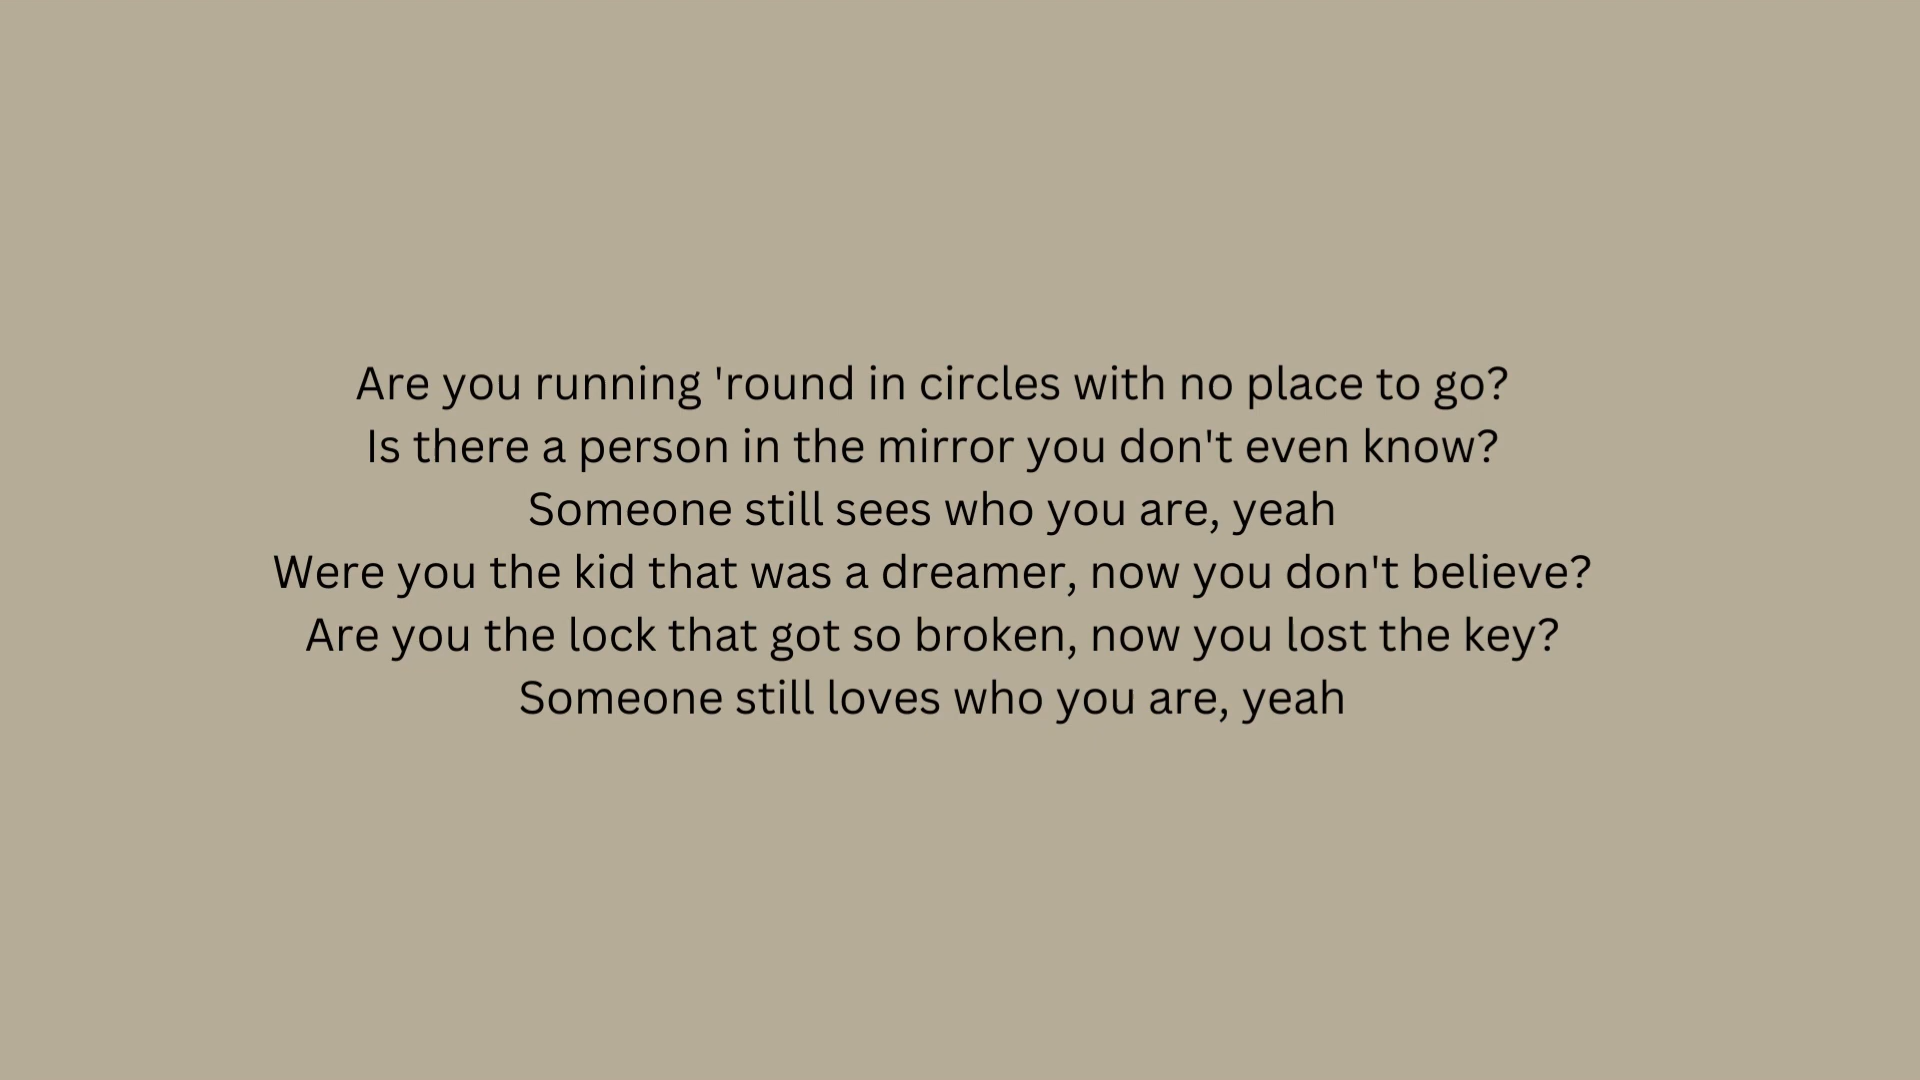 Are you running 'round in circles with no place to go?
Is there a person in the mirror you don't even know?
Someone still sees who you are, yeah
Were you the kid that was a dreamer, now you don't believe?
Are you the lock that got so broken, now you lost the key?
Someone still loves who you are, yeah